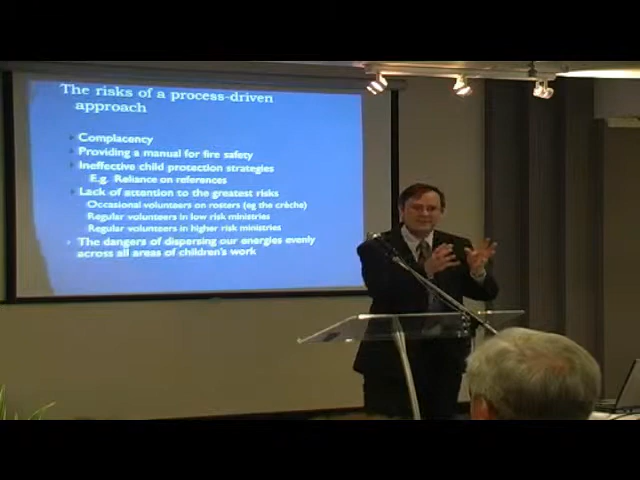 The risks of a process-driven
approach
Complacency
Providing a manual for fire safety
Ineffective child protection strategies
E.g. Reliance on references
Lack of attention to the greatest risks
Occasional volunteers on rosters (eg the crèche)
Regular volunteers in low risk ministries
Regular volunteers in higher risk ministries
The dangers of dispersing our energies evenly
across all areas of children's work